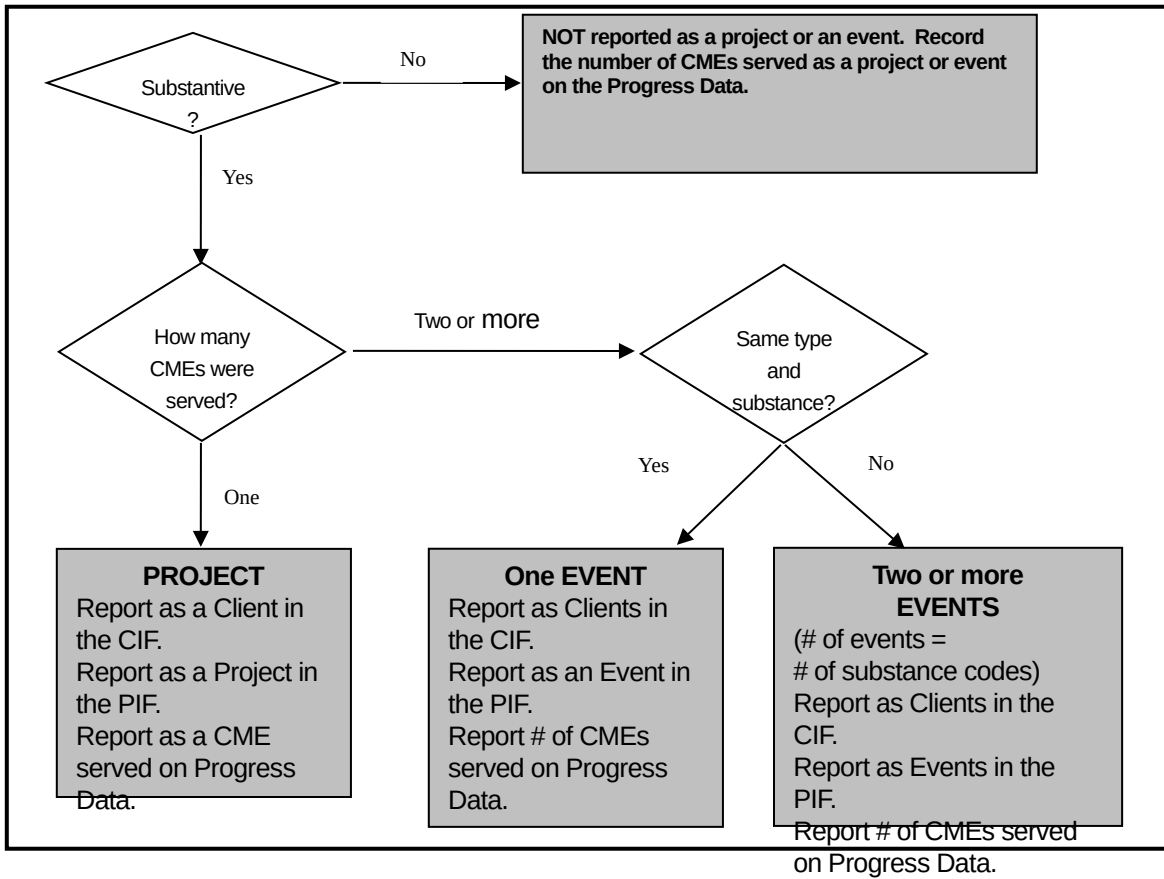 NOT reported as a project or an event. Record
the number of CMEs served as a project or event
on the Progress Data.
No
Substantive
?
Yes
How many
CMEs were
served?
Two or more
Same type
and
substance?
Yes
No
One
PROJECT
Report as a Client in
the CIF.
Report as a Project in
the PIF.
Report as a CME
served on Progress
Data.
One EVENT
Report as Clients in
the CIF.
Report as an Event in
the PIF.
Report # of CMEs
served on Progress
Data.
Two or more
EVENTS
(# of events =
# of substance codes)
Report as Clients in the
CIF.
Report as Events in the
PIF.
Report # of CMEs served
on Progress Data.